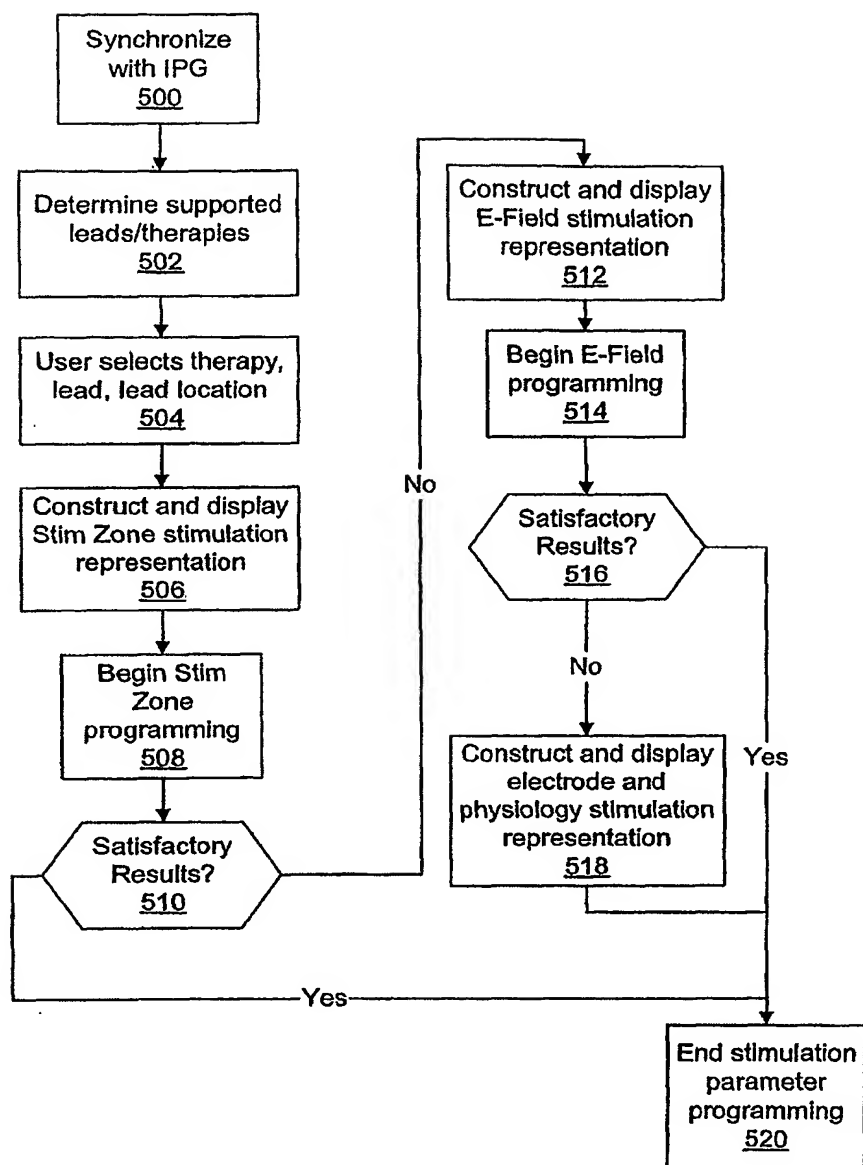 Synchronize
with IPG
500
Determine supported
leads/therapies
502
User selects therapy,
lead, lead location
504
Construct and display
Stim Zone stimulation
representation
506
Begin Stim
Zone
programming
508
Satisfactory
Results?
510
No
Yes
Construct and display
E-Field stimulation
representation
512
Begin E-Field
programming
514
Satisfactory
Results?
516
No
Yes
Construct and display
electrode and
physiology stimulation
representation
518
End stimulation
parameter
programming
520